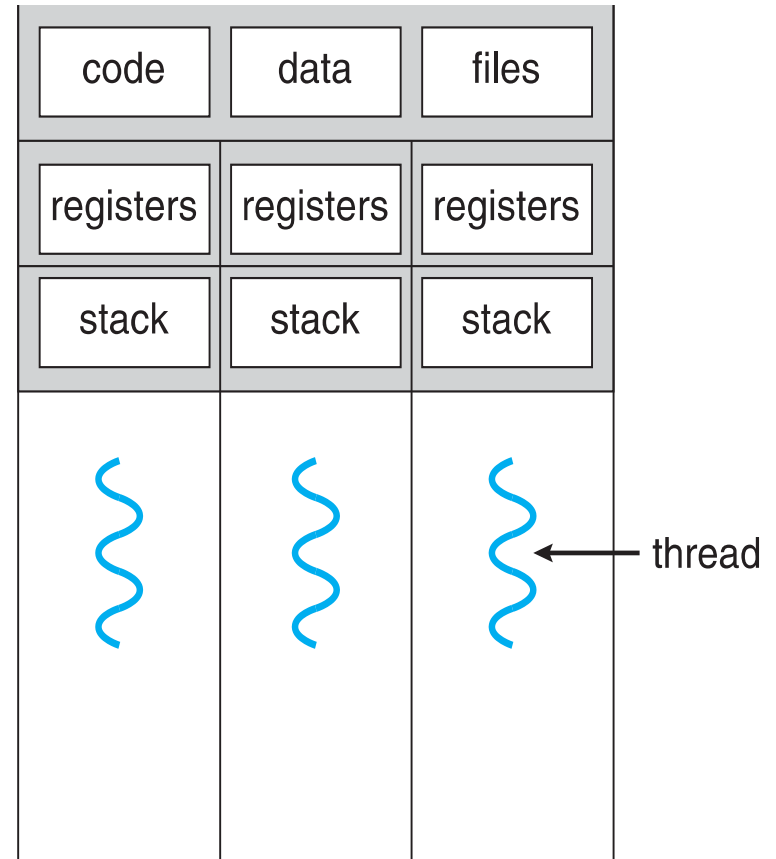 code data files
registers registers registers
stack stack stack
thread